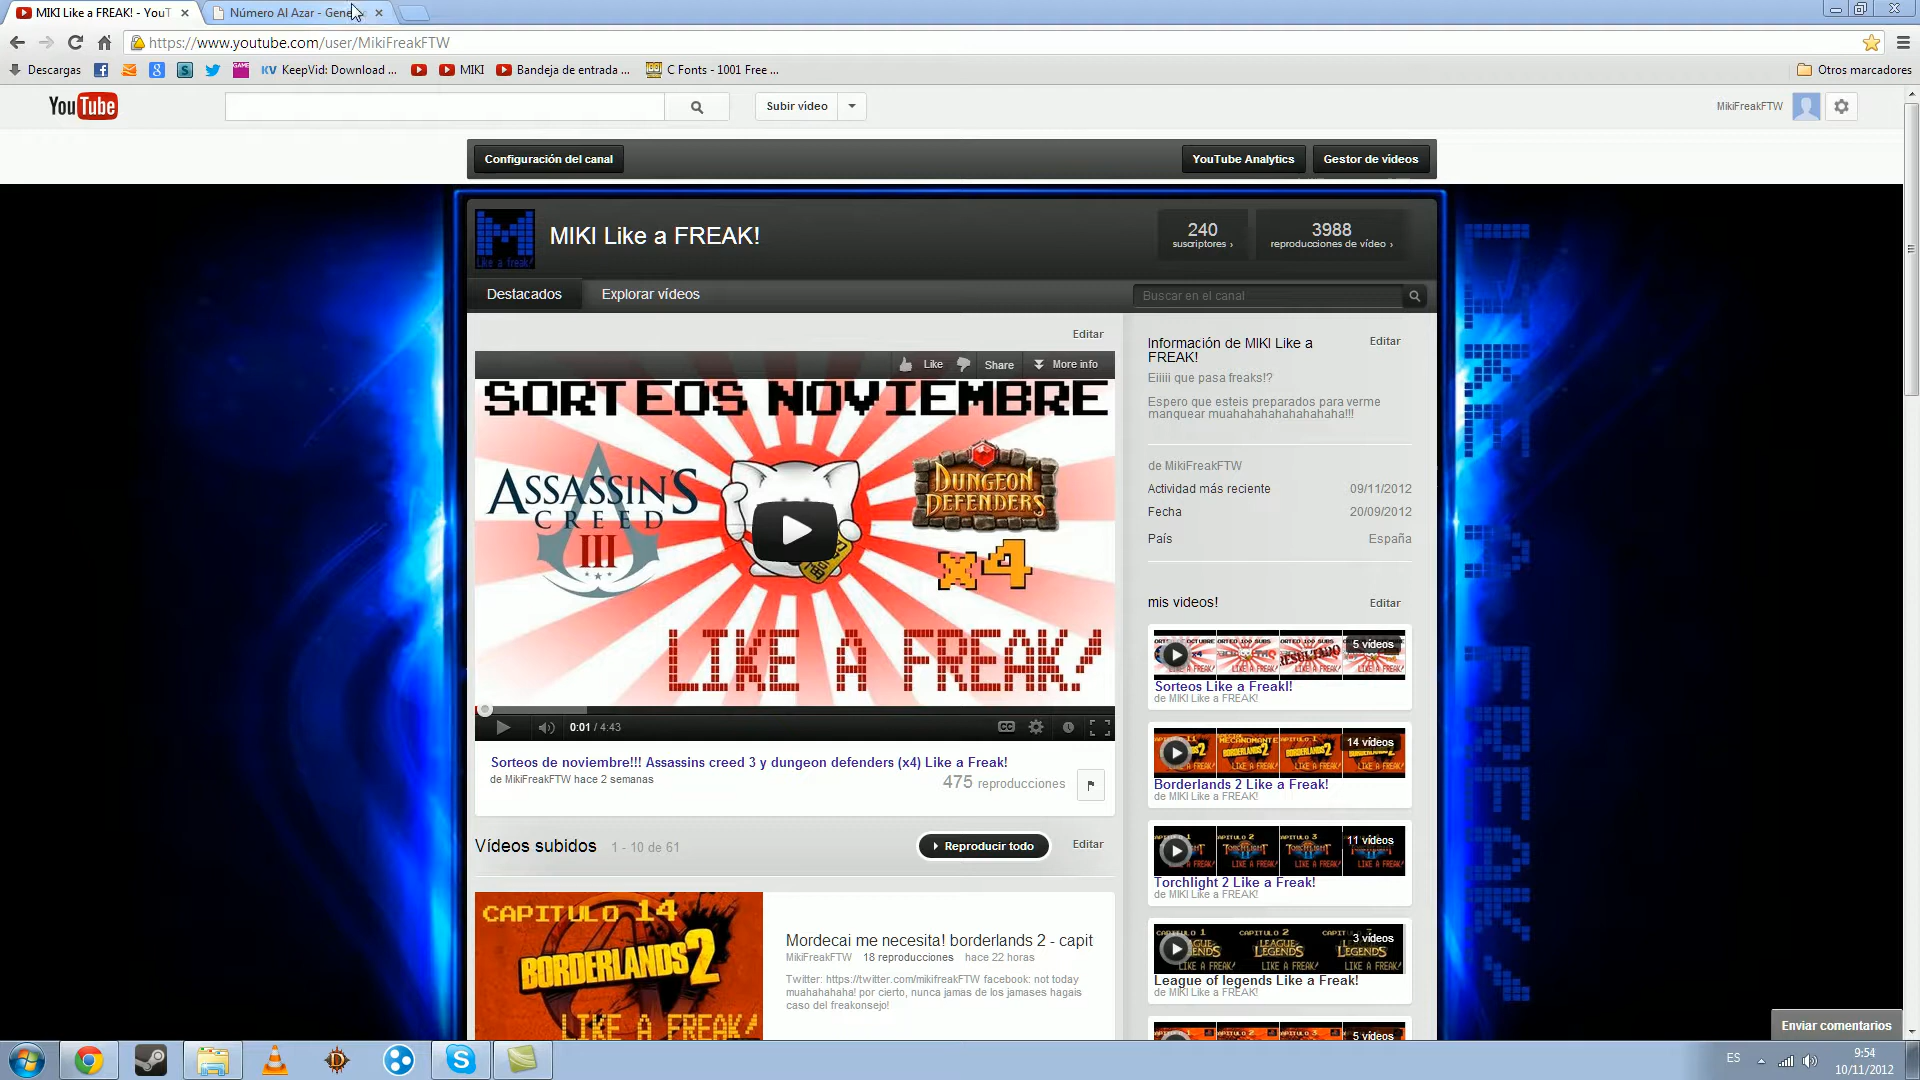 MIKI Like a FREAK! - YouT
Número Al Azar - Gene
https://www.youtube.com/user/MikiFreakFTW
Descargas
KV KeepVid: Download ...
MIKI
Bandeja de entrada ...
C Fonts - 1001 Free ...
Otros marcadores
YouTube
Subir vídeo
MikiFreakFTW
Configuración del canal
YouTube Analytics
Gestor de vídeos
Like a freak!
MIKI Like a FREAK!
240
suscriptores ›
3988
reproducciones de vídeo ›
Destacados
Explorar vídeos
Buscar en el canal
Editar
Like
Share
More info
SORTEOS NOVIEMBRE
ASSASSIN'S
CREED
III
DUNGEON
DEFENDERS
x4
LIKE A FREAK!
0:01 / 4:43
CC
Sorteos de noviembre!!! Assassins creed 3 y dungeon defenders (x4) Like a Freak!
de MikiFreakFTW hace 2 semanas
475 reproducciones
Vídeos subidos 1 - 10 de 61
Reproducir todo
Editar
CAPITULO 14
BORDERLANDS 2
LIKE A FREAK!
Mordecai me necesita! borderlands 2 - capit
MikiFreakFTW 18 reproducciones hace 22 horas
Twitter: https://twitter.com/mikifreakFTW facebook: not today
muahahahaha! por cierto, nunca jamas de los jamases hagais
caso del freakonsejo!
Información de MIKI Like a
FREAK!
Editar
Eiiiii que pasa freaks!?
Espero que esteis preparados para verme
manquear muahahahahahahaha!!!
de MikiFreakFTW
Actividad más reciente 09/11/2012
Fecha 20/09/2012
País España
mis videos!
Editar
5 vídeos
RESULTADO
Sorteos Like a Freak!!
de MIKI Like a FREAK!
14 vídeos
Borderlands 2 Like a Freak!
de MIKI Like a FREAK!
11 vídeos
Torchlight 2 Like a Freak!
de MIKI Like a FREAK!
3 vídeos
League of legends Like a Freak!
de MIKI Like a FREAK!
5 vídeos
MIKI LIKE A FREAK!
Enviar comentarios
ES
9:54
10/11/2012